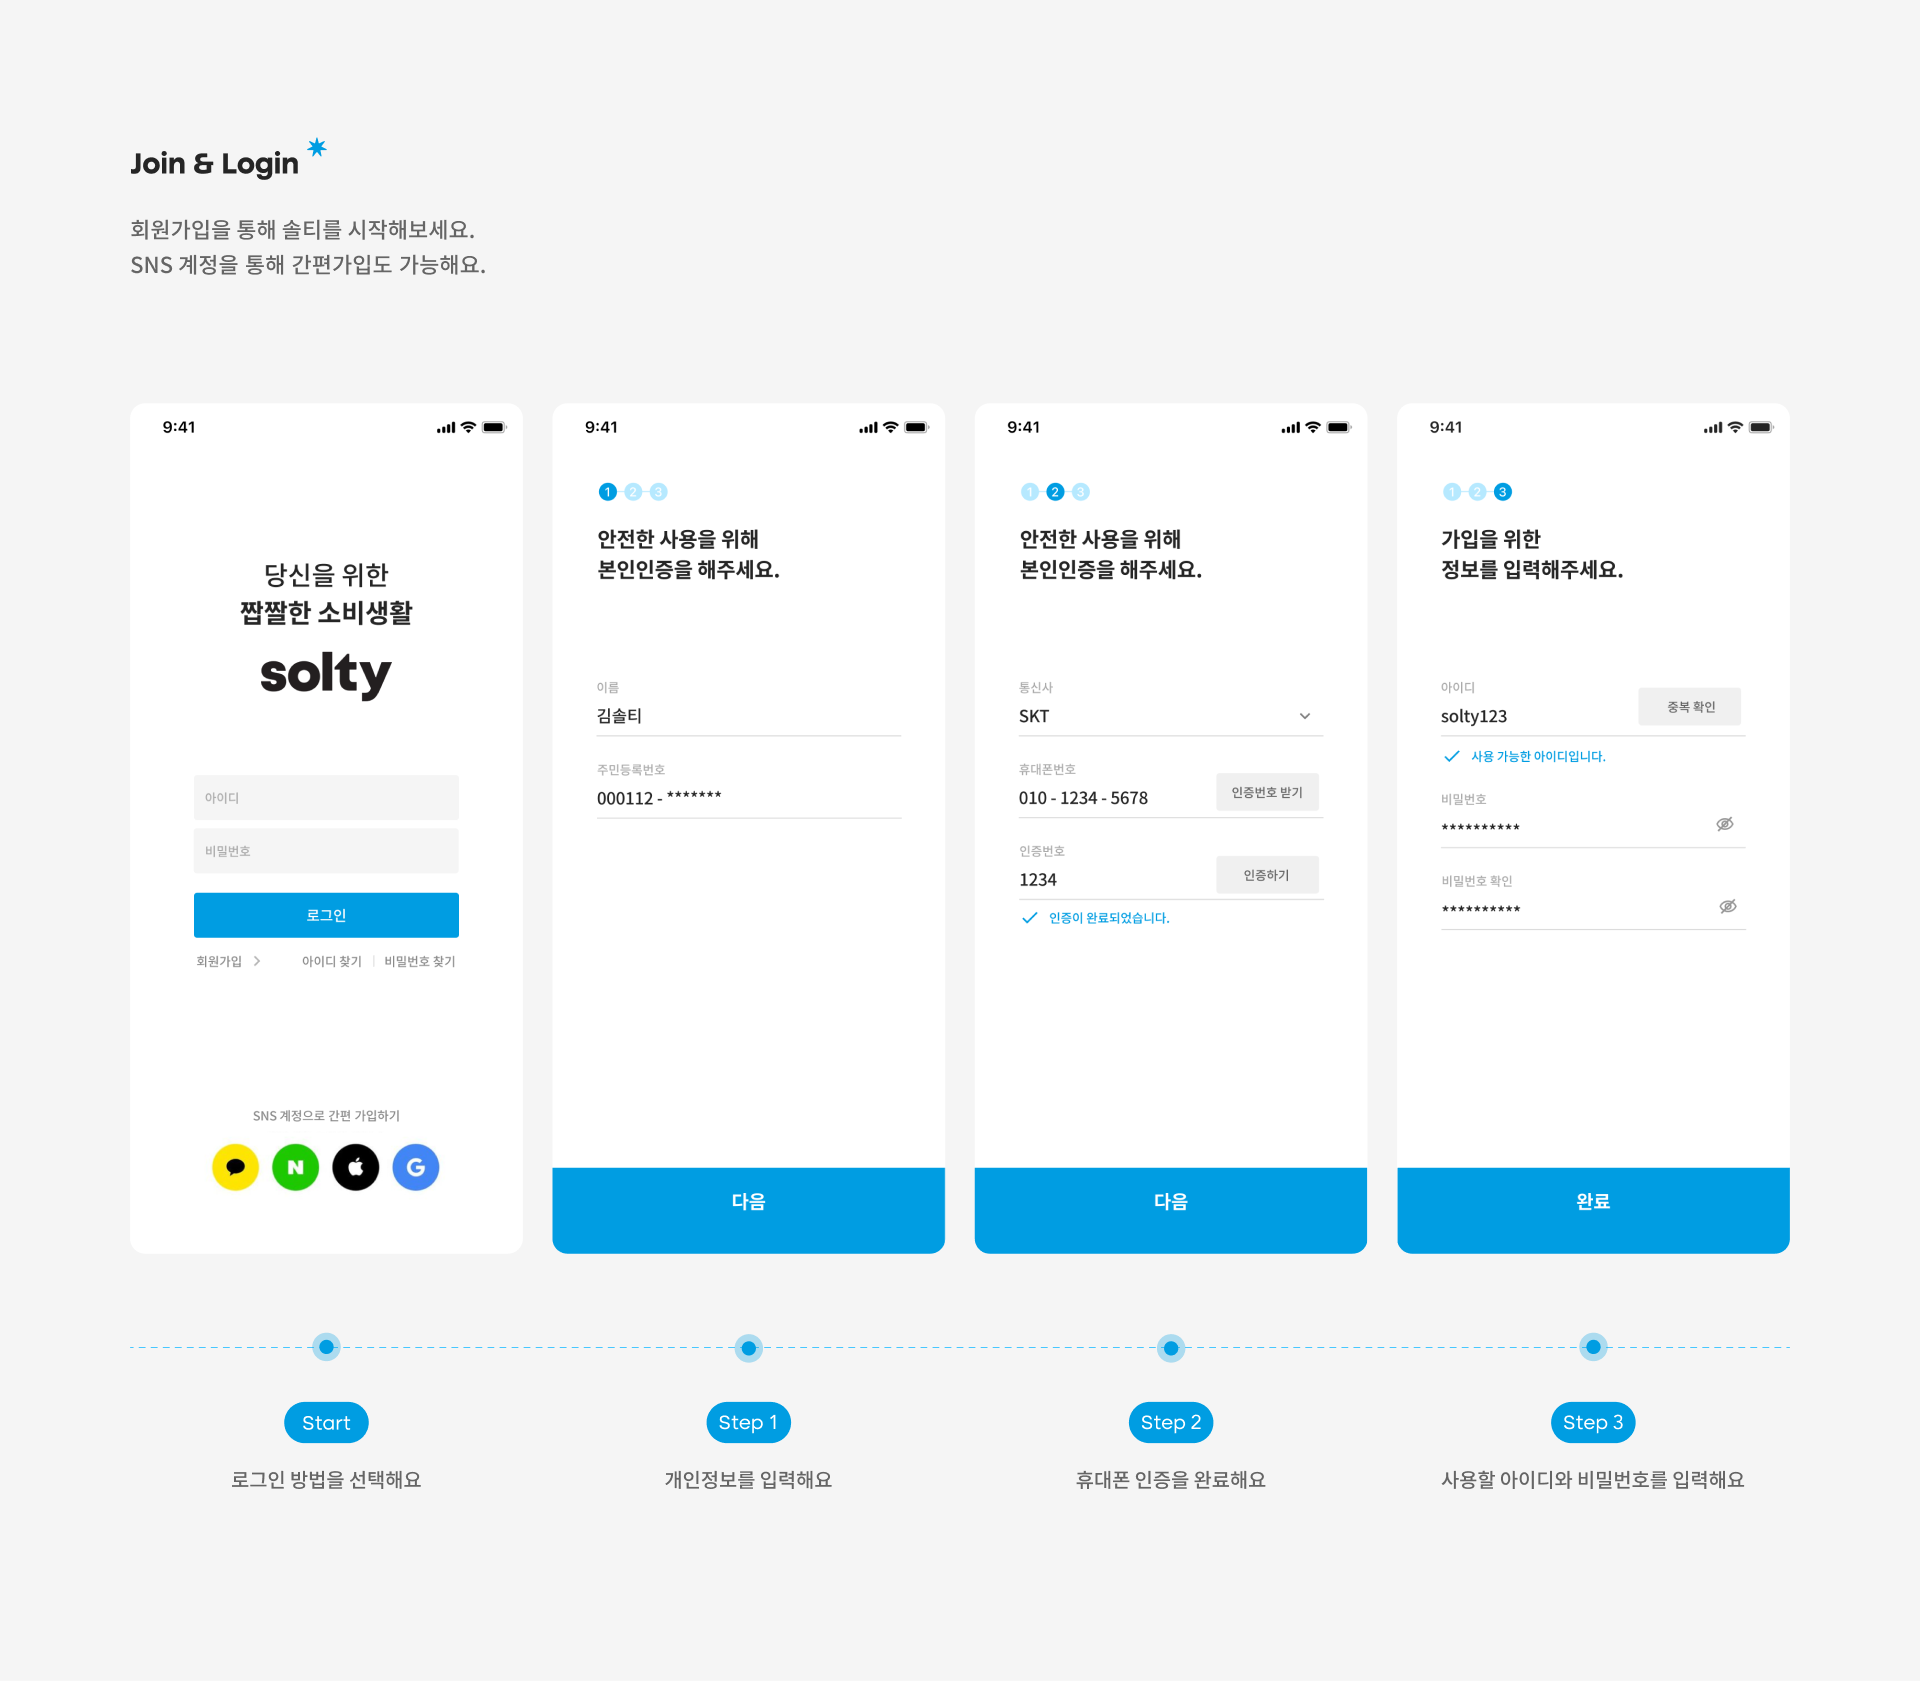 Join & Login
회원가입을 통해 솔티를 시작해보세요.
SNS 계정을 통해 간편가입도 가능해요.
9:41
당신을 위한
짭짤한 소비생활
solty
아이디
비밀번호
로그인
회원가입
아이디 찾기
비밀번호 찾기
SNS 계정으로 간편 가입하기
N
G
9:41
1 2 3
안전한 사용을 위해
본인인증을 해주세요.
이름
김솔티
주민등록번호
000112 - *******
다음
9:41
1 2 3
안전한 사용을 위해
본인인증을 해주세요.
통신사
SKT
휴대폰번호
010 - 1234 - 5678
인증번호 받기
인증번호
1234
인증하기
인증이 완료되었습니다.
다음
9:41
1 2 3
가입을 위한
정보를 입력해주세요.
아이디
solty123
중복 확인
사용 가능한 아이디입니다.
비밀번호
**********
비밀번호 확인
**********
완료
Start
로그인 방법을 선택해요
Step 1
개인정보를 입력해요
Step 2
휴대폰 인증을 완료해요
Step 3
사용할 아이디와 비밀번호를 입력해요